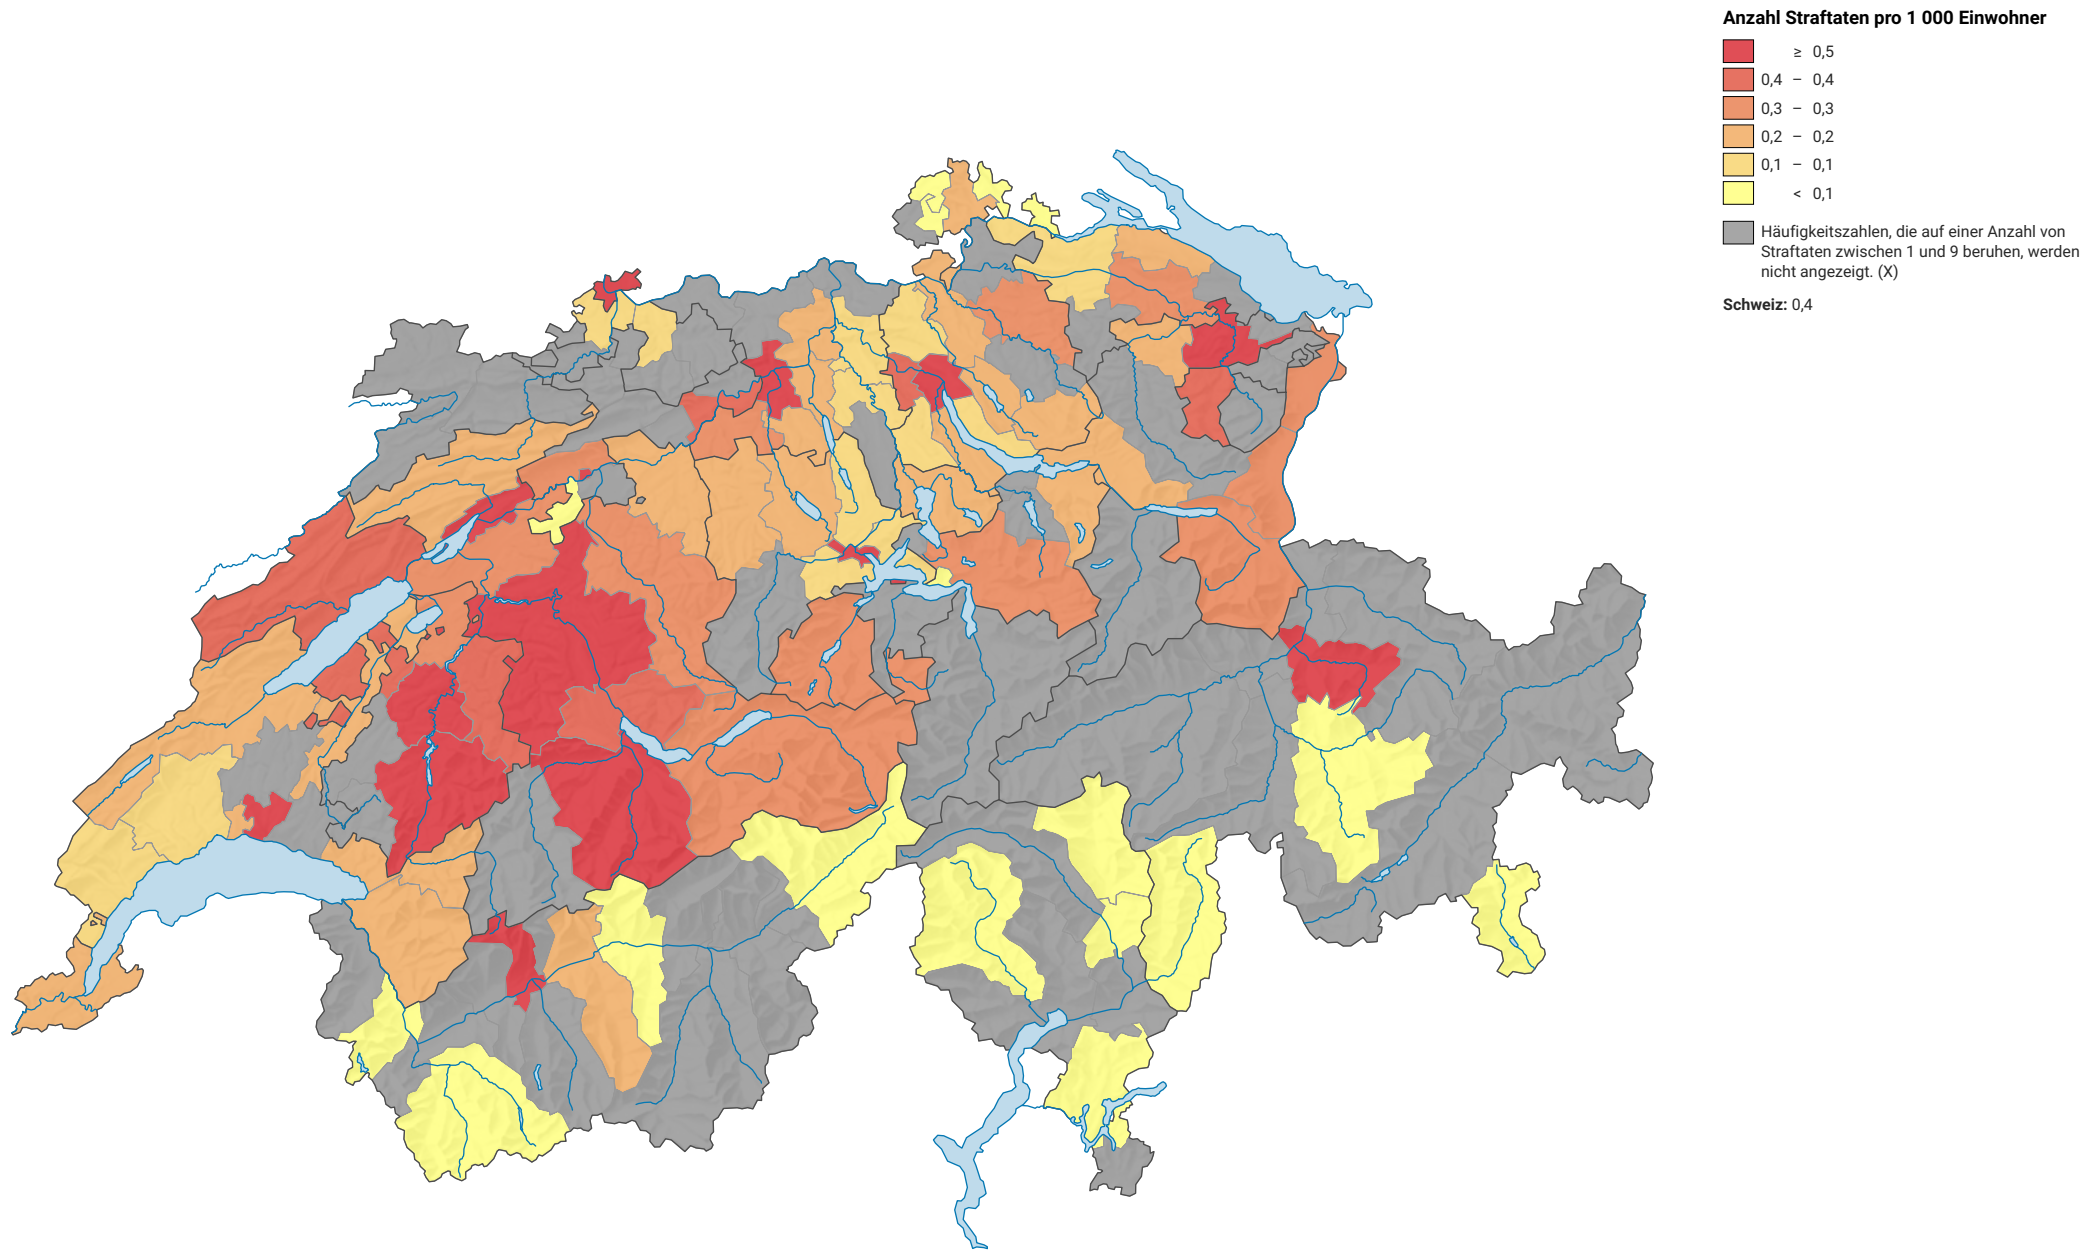 Anzahl Straftaten pro 1 000 Einwohner
≥ 0,5
0,4 – 0,4
0,3 – 0,3
0,2 – 0,2
0,1 – 0,1
< 0,1
Häufigkeitszahlen, die auf einer Anzahl von
Straftaten zwischen 1 und 9 beruhen, werden
nicht angezeigt. (X)
Schweiz: 0,4